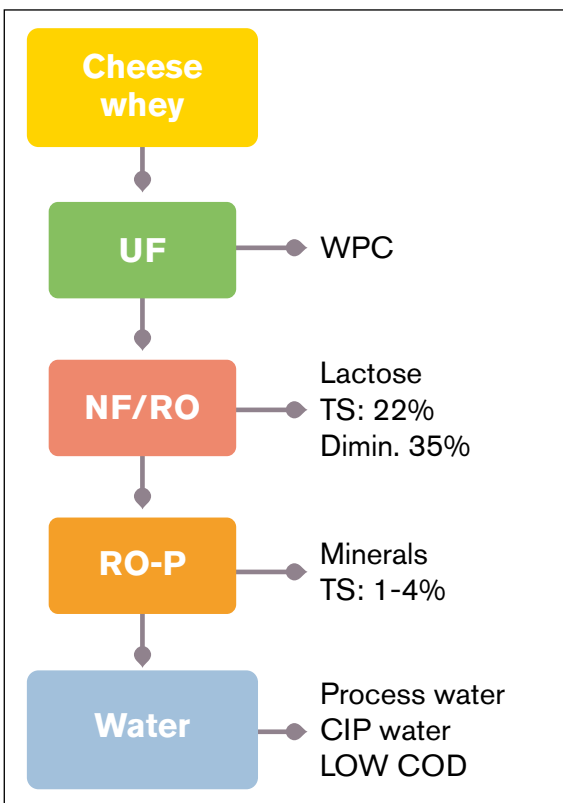 Cheese
whey
UF
WPC
NF/RO
Lactose
TS: 22%
Dimin. 35%
RO-P
Minerals
TS: 1-4%
Water
Process water
CIP water
LOW COD